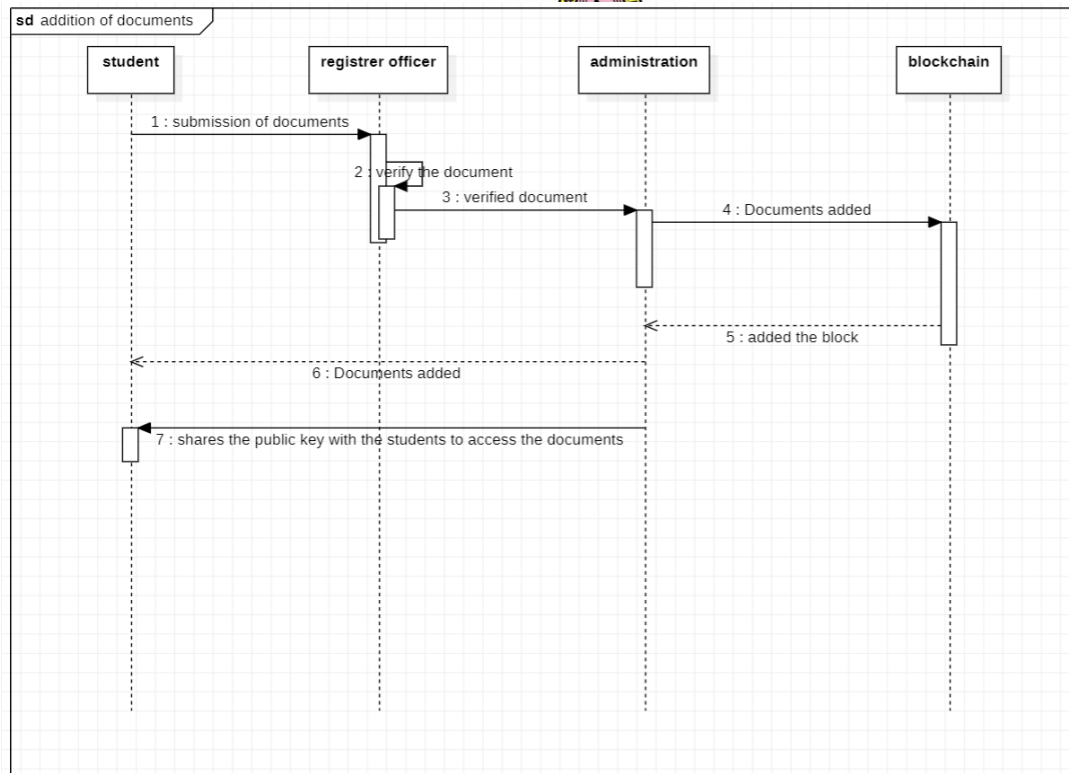 sd addition of documents
student
registrer officer
administration
blockchain
1 : submission of documents
2 : verify the document
3 : verified document
4 : Documents added
5 : added the block
6 : Documents added
7 : shares the public key with the students to access the documents